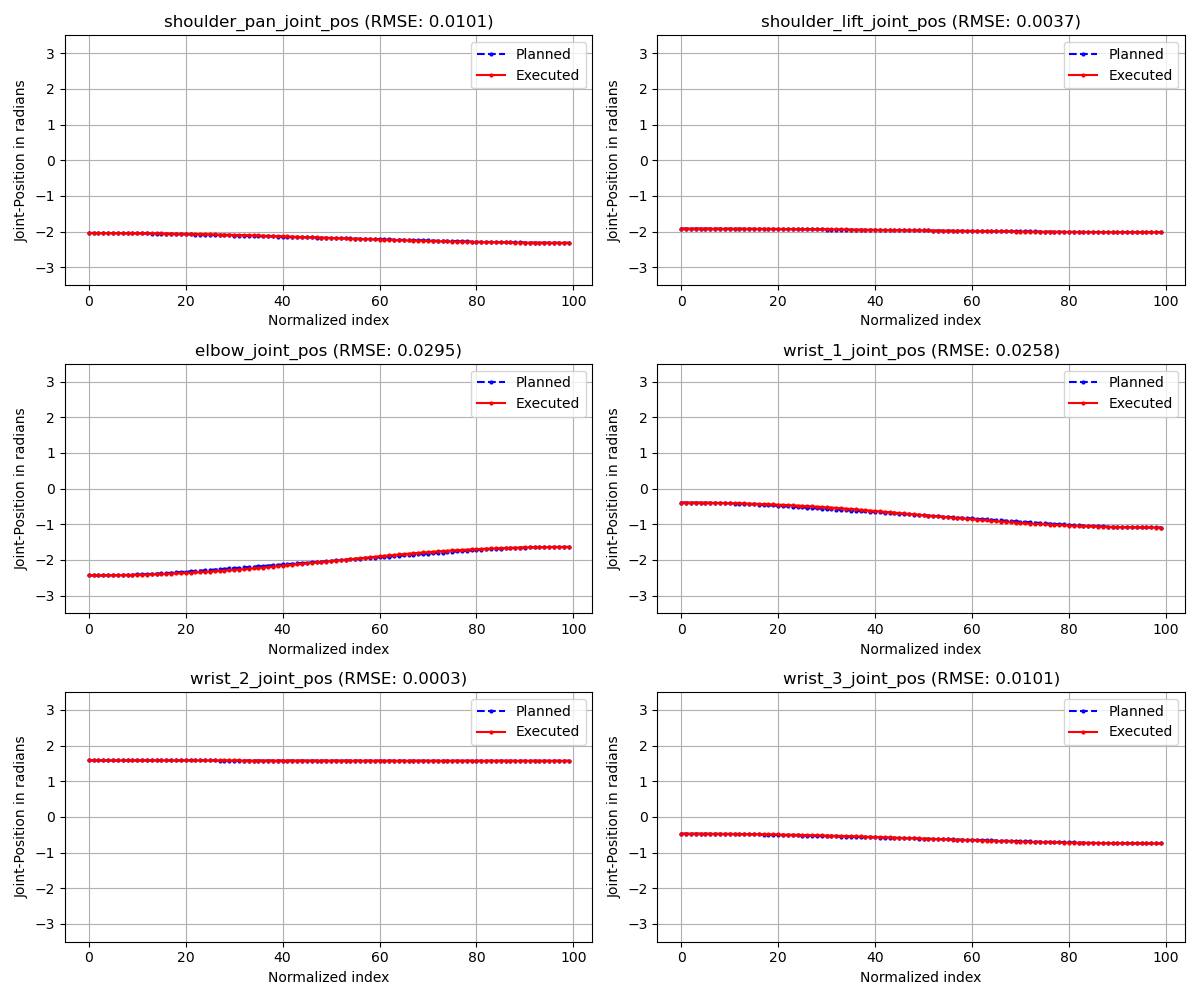 shoulder_pan_joint_pos (RMSE: 0.0101)
Joint-Position in radians
3
2
1
0
−1
−2
−3
Planned
Executed
0 20 40 60 80 100
Normalized index
shoulder_lift_joint_pos (RMSE: 0.0037)
Joint-Position in radians
3
2
1
0
−1
−2
−3
Planned
Executed
0 20 40 60 80 100
Normalized index
elbow_joint_pos (RMSE: 0.0295)
Joint-Position in radians
3
2
1
0
−1
−2
−3
Planned
Executed
0 20 40 60 80 100
Normalized index
wrist_1_joint_pos (RMSE: 0.0258)
Joint-Position in radians
3
2
1
0
−1
−2
−3
Planned
Executed
0 20 40 60 80 100
Normalized index
wrist_2_joint_pos (RMSE: 0.0003)
Joint-Position in radians
3
2
1
0
−1
−2
−3
Planned
Executed
0 20 40 60 80 100
Normalized index
wrist_3_joint_pos (RMSE: 0.0101)
Joint-Position in radians
3
2
1
0
−1
−2
−3
Planned
Executed
0 20 40 60 80 100
Normalized index